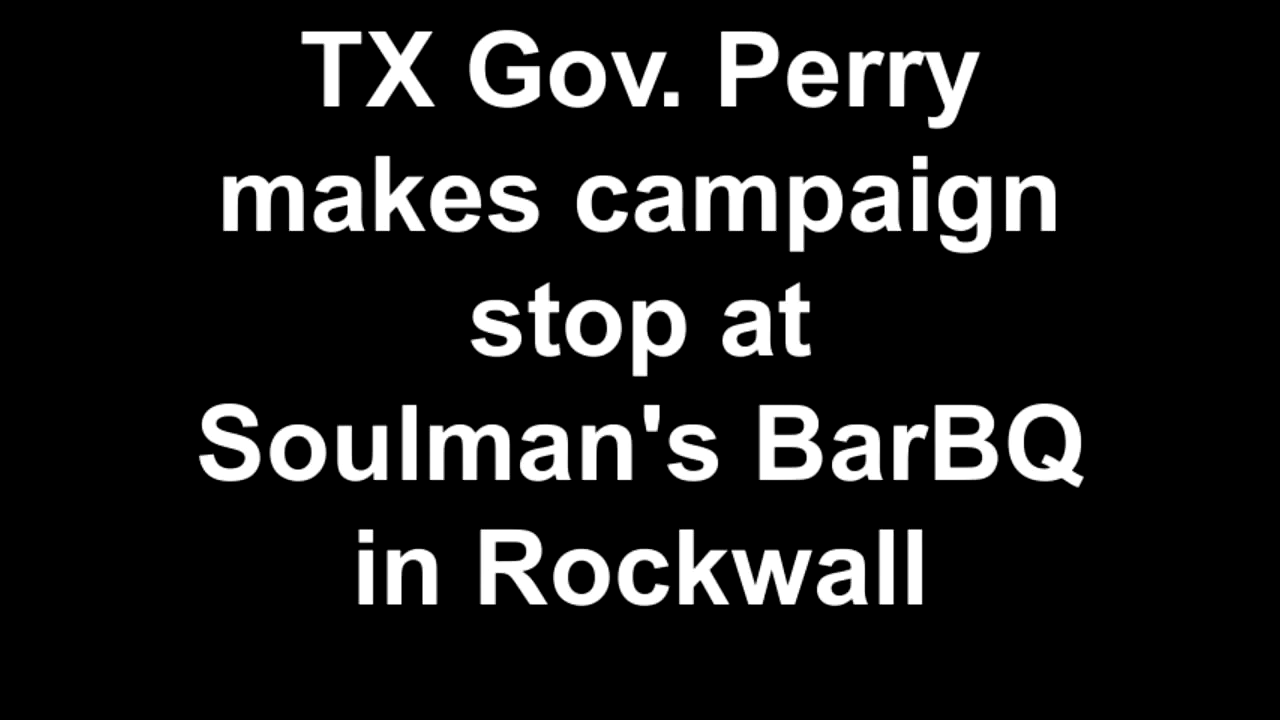 TX Gov. Perry
makes campaign
stop at
Soulman's BarBQ
in Rockwall